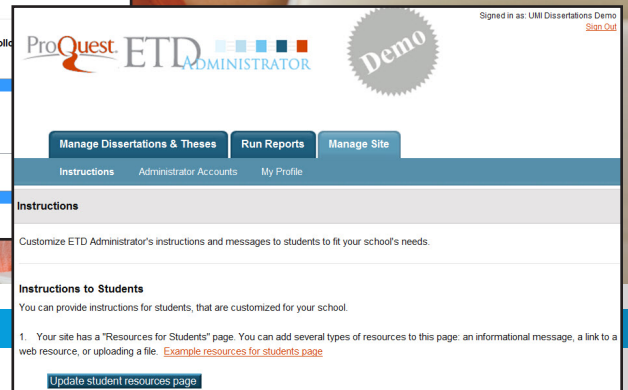 Signed in as: UMI Dissertations Demo
Sign Out
ProQuest. ETD ADMINISTRATOR
Demo
Manage Dissertations & Theses Run Reports Manage Site
Instructions Administrator Accounts My Profile
Instructions
Customize ETD Administrator's instructions and messages to students to fit your school's needs.
Instructions to Students
You can provide instructions for students, that are customized for your school.
1. Your site has a "Resources for Students" page. You can add several types of resources to this page: an informational message, a link to a
web resource, or uploading a file. Example resources for students page
Update student resources page